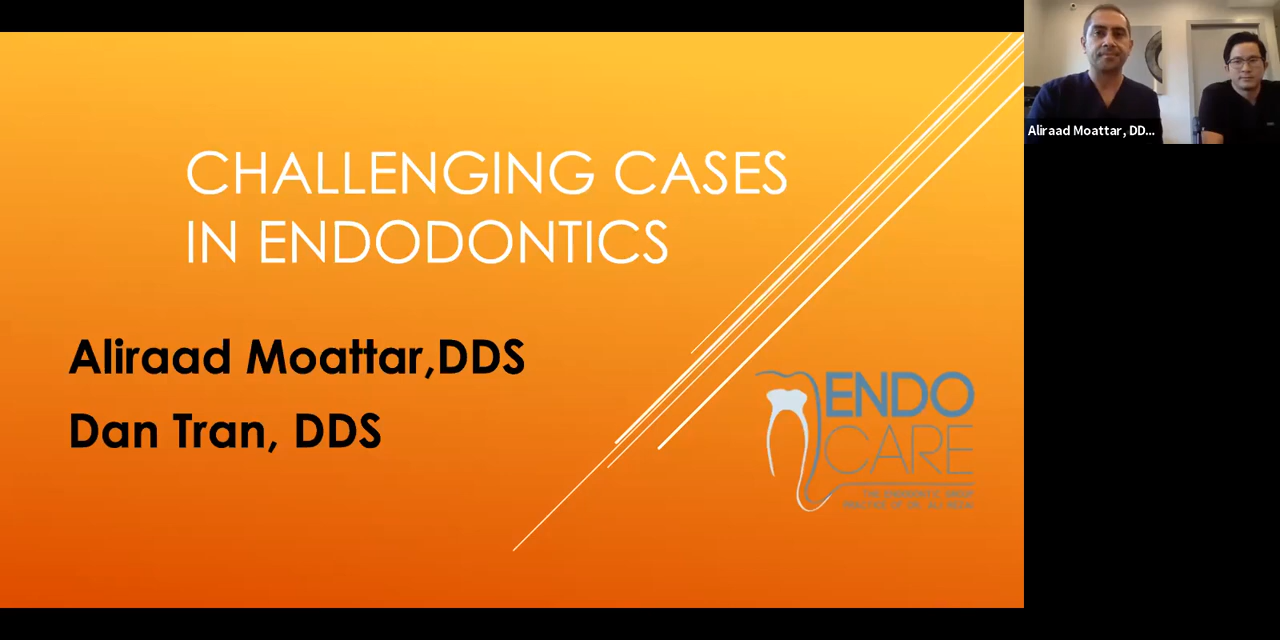 CHALLENGING CASES
IN ENDODONTICS
Aliraad Moattar,DDS
Dan Tran, DDS
ENDO
CARE
Aliraad Moattar, DD...